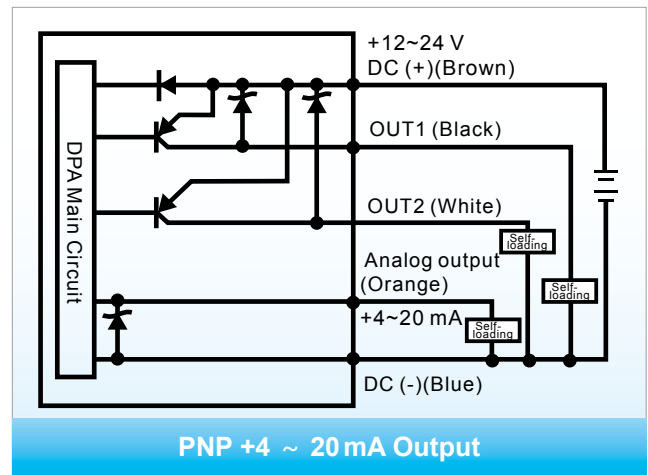 +12~24 V
DC (+)(Brown)
OUT1 (Black)
DPA Main Circuit
OUT2 (White)
Self-
loading
Analog output
(Orange)
Self-
loading
+4~20 mA
Self-
loading
DC (-)(Blue)
PNP +4 ~ 20 mA Output